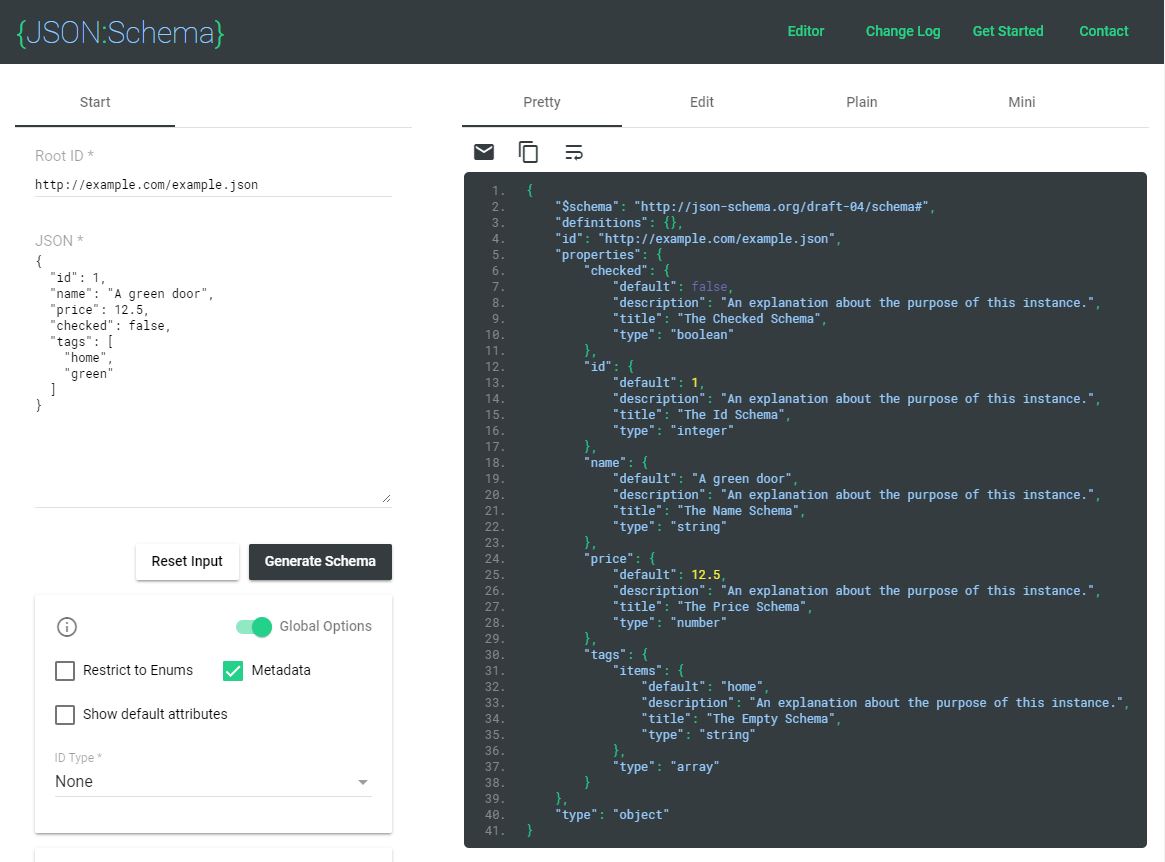 {JSON:Schema}
Editor Change Log Get Started Contact
Start
Root ID *
http://example.com/example.json
JSON *
{
  "id": 1,
  "name": "A green door",
  "price": 12.5,
  "checked": false,
  "tags": [
    "home",
    "green"
  ]
}
Reset Input Generate Schema
Global Options
Restrict to Enums Metadata
Show default attributes
ID Type *
None
Pretty Edit Plain Mini
1. {
2.     "$schema": "http://json-schema.org/draft-04/schema#",
3.     "definitions": {},
4.     "id": "http://example.com/example.json",
5.     "properties": {
6.         "checked": {
7.             "default": false,
8.             "description": "An explanation about the purpose of this instance.",
9.             "title": "The Checked Schema",
10.             "type": "boolean"
11.         },
12.         "id": {
13.             "default": 1,
14.             "description": "An explanation about the purpose of this instance.",
15.             "title": "The Id Schema",
16.             "type": "integer"
17.         },
18.         "name": {
19.             "default": "A green door",
20.             "description": "An explanation about the purpose of this instance.",
21.             "title": "The Name Schema",
22.             "type": "string"
23.         },
24.         "price": {
25.             "default": 12.5,
26.             "description": "An explanation about the purpose of this instance.",
27.             "title": "The Price Schema",
28.             "type": "number"
29.         },
30.         "tags": {
31.             "items": {
32.                 "default": "home",
33.                 "description": "An explanation about the purpose of this instance.",
34.                 "title": "The Empty Schema",
35.                 "type": "string"
36.             },
37.             "type": "array"
38.         }
39.     },
40.     "type": "object"
41. }